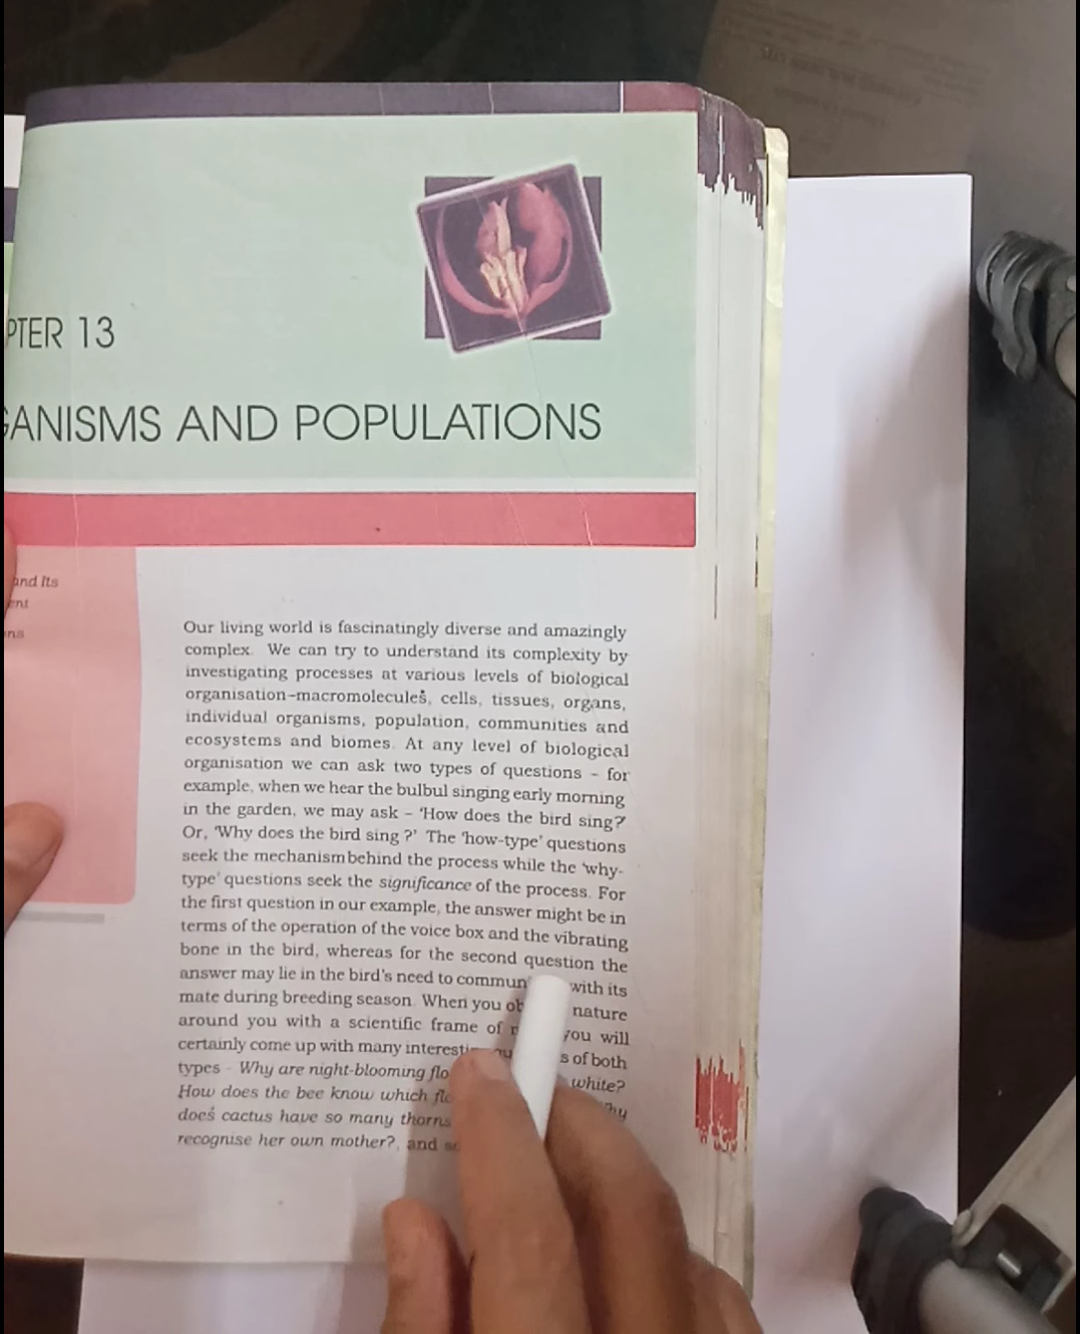 PTER 13
GANISMS AND POPULATIONS
and Its
ent
ns
Our living world is fascinatingly diverse and amazingly
complex. We can try to understand its complexity by
investigating processes at various levels of biological
organisation–macromolecules, cells, tissues, organs,
individual organisms, population, communities and
ecosystems and biomes. At any level of biological
organisation we can ask two types of questions – for
example, when we hear the bulbul singing early morning
in the garden, we may ask – ‘How does the bird sing?’
Or, ‘Why does the bird sing ?’ The ‘how-type’ questions
seek the mechanism behind the process while the ‘why-
type’ questions seek the significance of the process. For
the first question in our example, the answer might be in
terms of the operation of the voice box and the vibrating
bone in the bird, whereas for the second question the
answer may lie in the bird’s need to commun with its
mate during breeding season. When you ob nature
around you with a scientific frame of you will
certainly come up with many interesti s of both
types - Why are night-blooming flo white?
How does the bee know which flo hy
does cactus have so many thorns
recognise her own mother?, and so